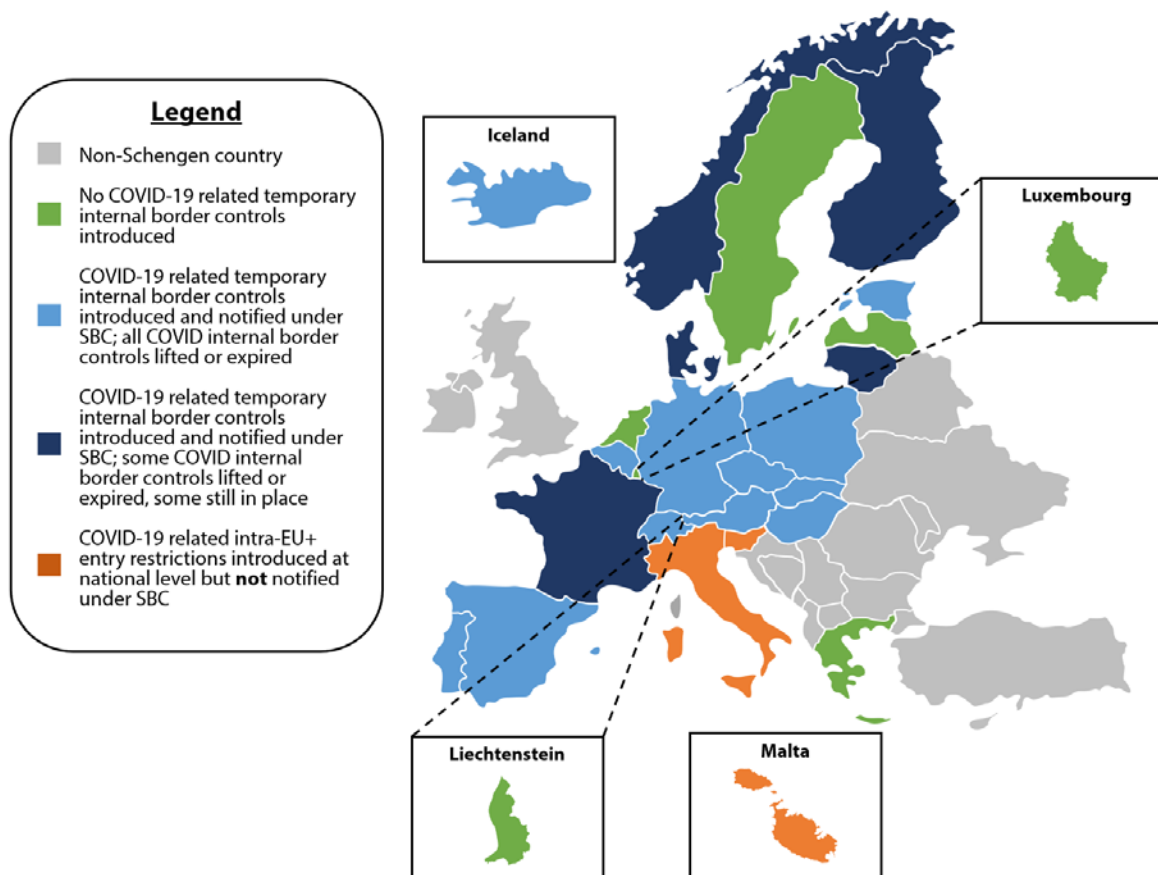 Legend
Non-Schengen country
No COVID-19 related temporary
internal border controls
introduced
COVID-19 related temporary
internal border controls
introduced and notified under
SBC; all COVID internal border
controls lifted or expired
COVID-19 related temporary
internal border controls
introduced and notified under
SBC; some COVID internal
border controls lifted or
expired, some still in place
COVID-19 related intra-EU+
entry restrictions introduced at
national level but not notified
under SBC
Iceland
Luxembourg
Liechtenstein
Malta